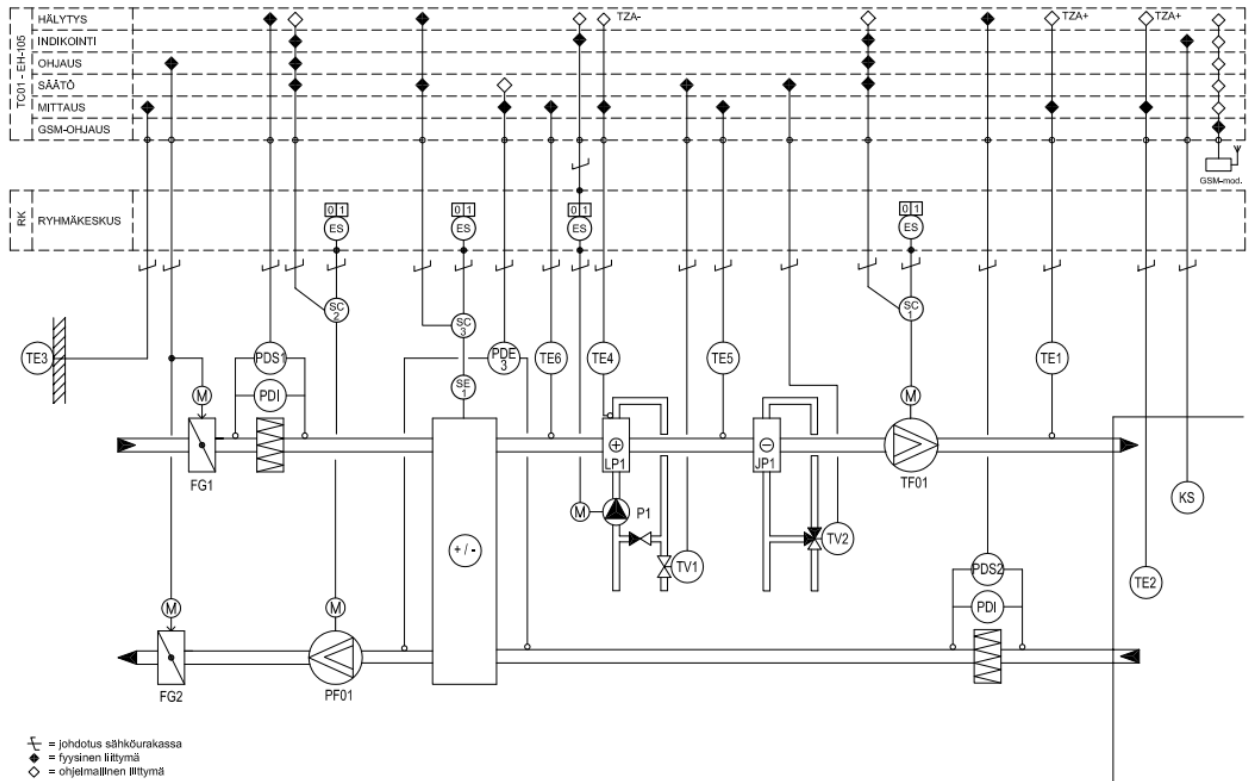 TC01 - EH-105
HÄLYTYS
INDIKOINTI
OHJAUS
SÄÄTÖ
MITTAUS
GSM-OHJAUS
TZA-
TZA+
TZA+
GSM-mod.
RK
RYHMÄKESKUS
0 1
ES
0 1
ES
0 1
ES
0 1
ES
SC
2
SC
3
SC
1
TE3
PDS1
SE
1
PDE
3
TE6
TE4
TE5
TE1
M
PDI
M
FG1
+
LP1
-
JP1
TF01
KS
M
P1
+ / -
TV1
TV2
PDS2
TE2
M
M
PDI
FG2
PF01
= johdotus sähköurakassa
= fyysinen liittymä
= ohjelmallinen liittymä